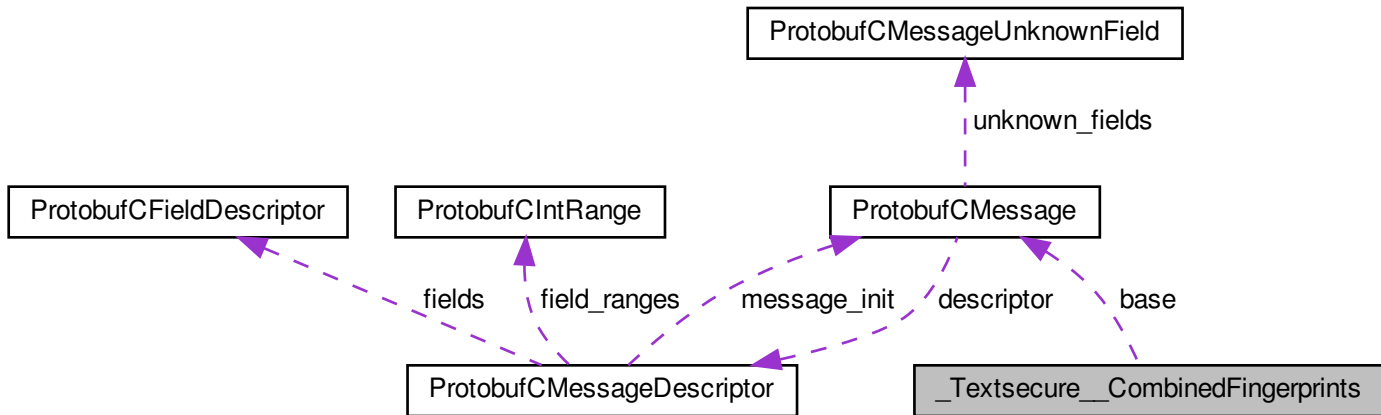 ProtobufCMessageUnknownField
unknown_fields
ProtobufCFieldDescriptor
ProtobufCIntRange
ProtobufCMessage
fields
field_ranges
message_init
descriptor
base
ProtobufCMessageDescriptor
_Textsecure__CombinedFingerprints